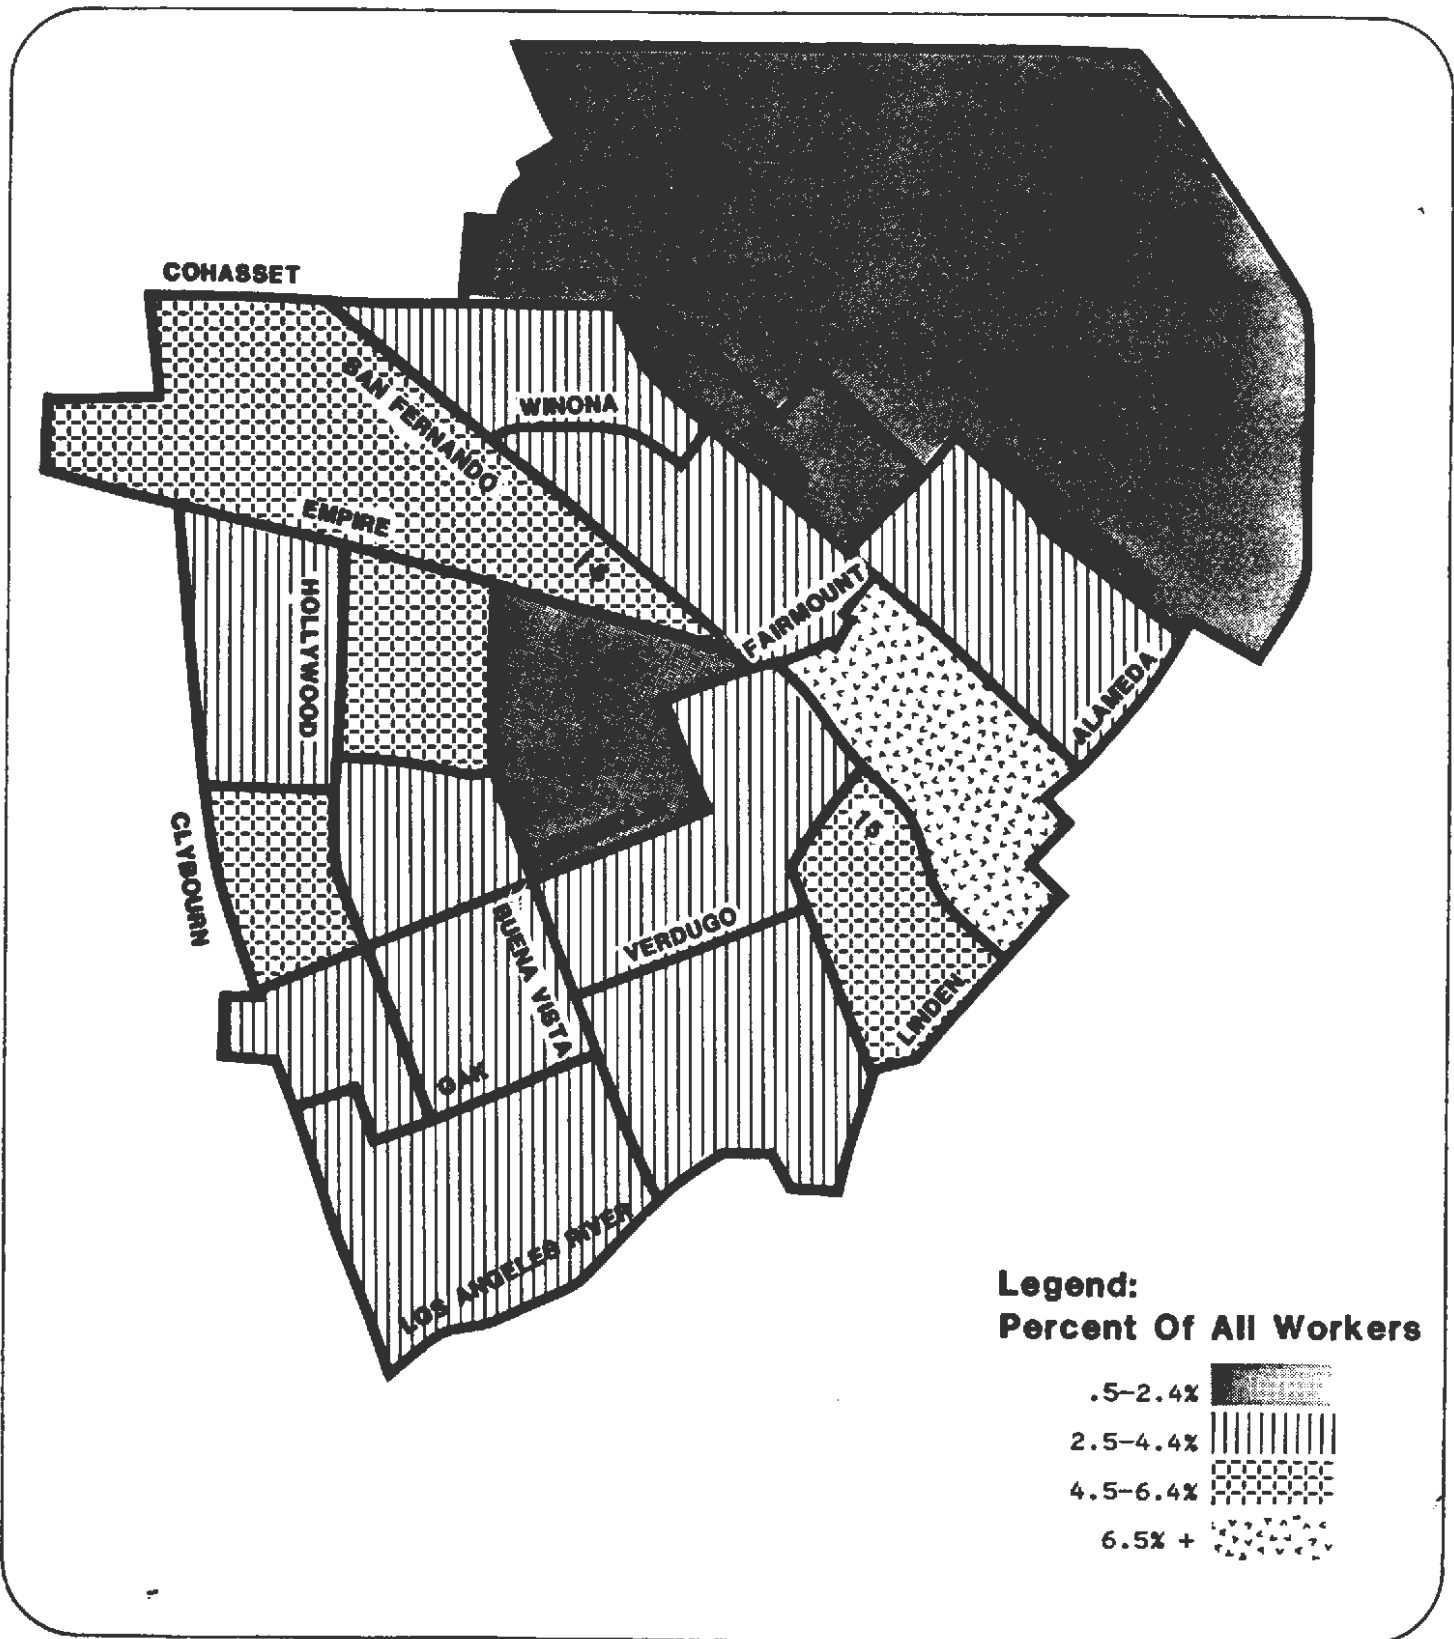 COHASSET
SAN FERNANDO
WINONA
EMPIRE
HOLLYWOOD
FAIRMOUNT
ALAMEDA
CLYBOURN
15
BUENA VISTA
VERDUGO
LINDEN
OAK
LOS ANGELES RIVER
Legend:
Percent Of All Workers
.5-2.4%
2.5-4.4%
4.5-6.4%
6.5% +